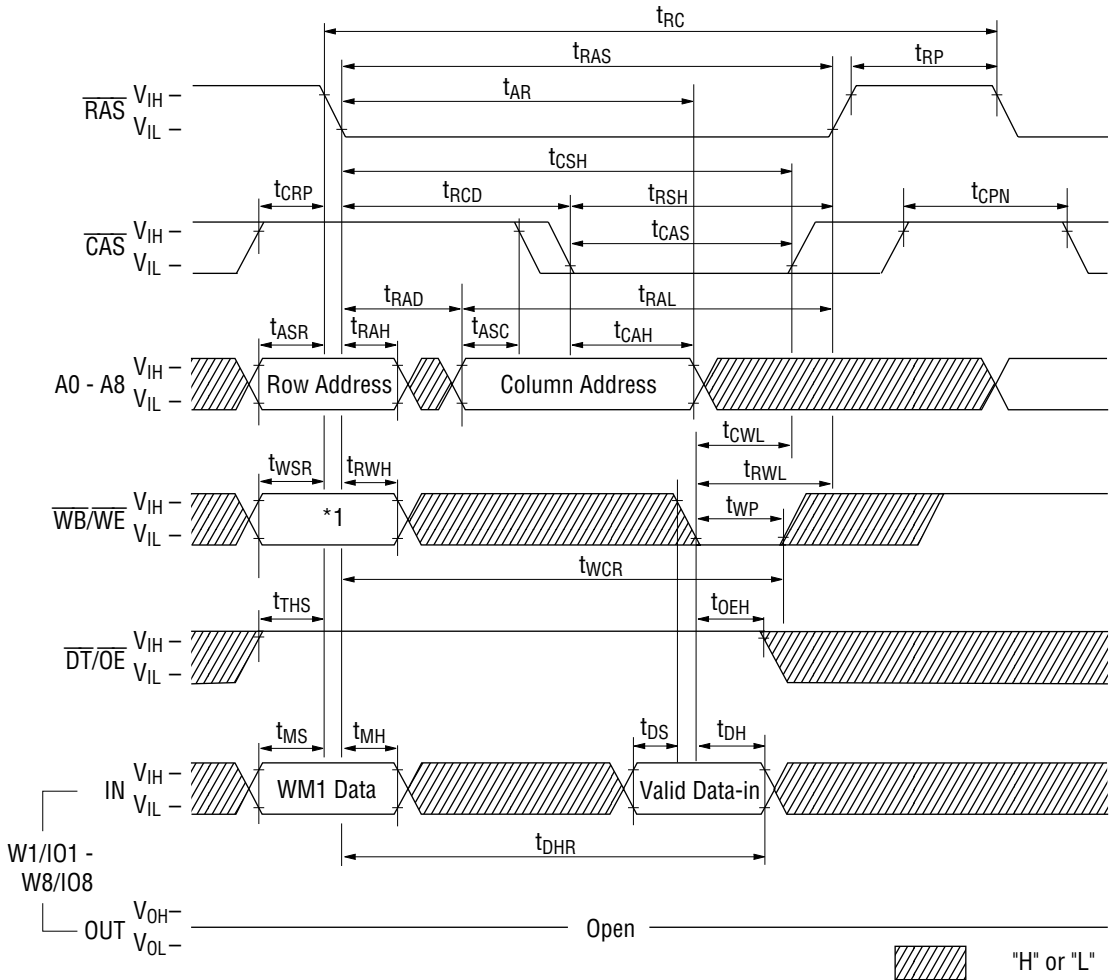 tRC
tRAS
tRP
tAR
RAS VIH –
VIL –
tCSH
tCRP
tRCD
tRSH
tCPN
CAS VIH –
VIL –
tCAS
tRAD
tRAL
tASR
tRAH
tASC
tCAH
A0 - A8 VIH –
VIL –
Row Address
Column Address
tCWL
tWSR
tRWH
tRWL
WB/WE VIH –
VIL –
*1
tWP
tWCR
tTHS
tOEH
DT/OE VIH –
VIL –
tMS
tMH
tDS
tDH
IN VIH –
VIL –
WM1 Data
Valid Data-in
tDHR
W1/IO1 -
W8/IO8
OUT VOH–
VOL–
Open
"H" or "L"